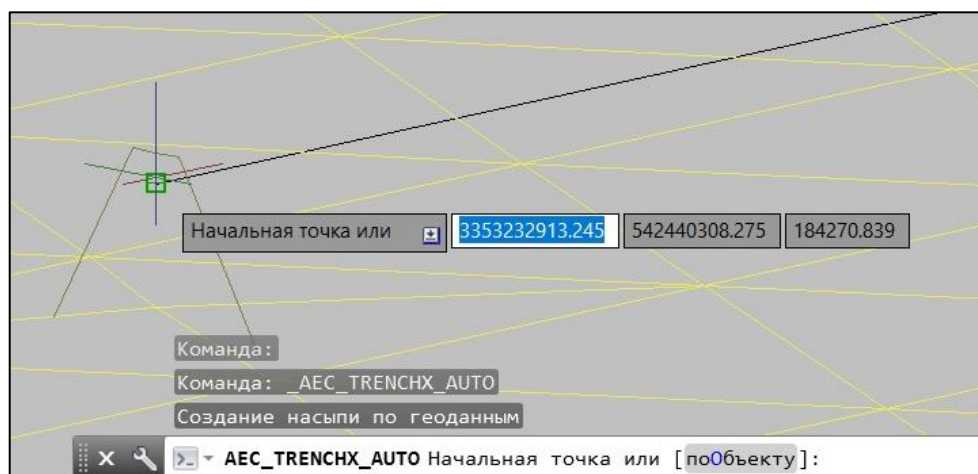 Начальная точка или 3353232913.245 542440308.275 184270.839
Команда:
Команда: _AEC_TRENCHX_AUTO
Создание насыпи по геоданным
AEC_TRENCHX_AUTO Начальная точка или [поОбъекту]: